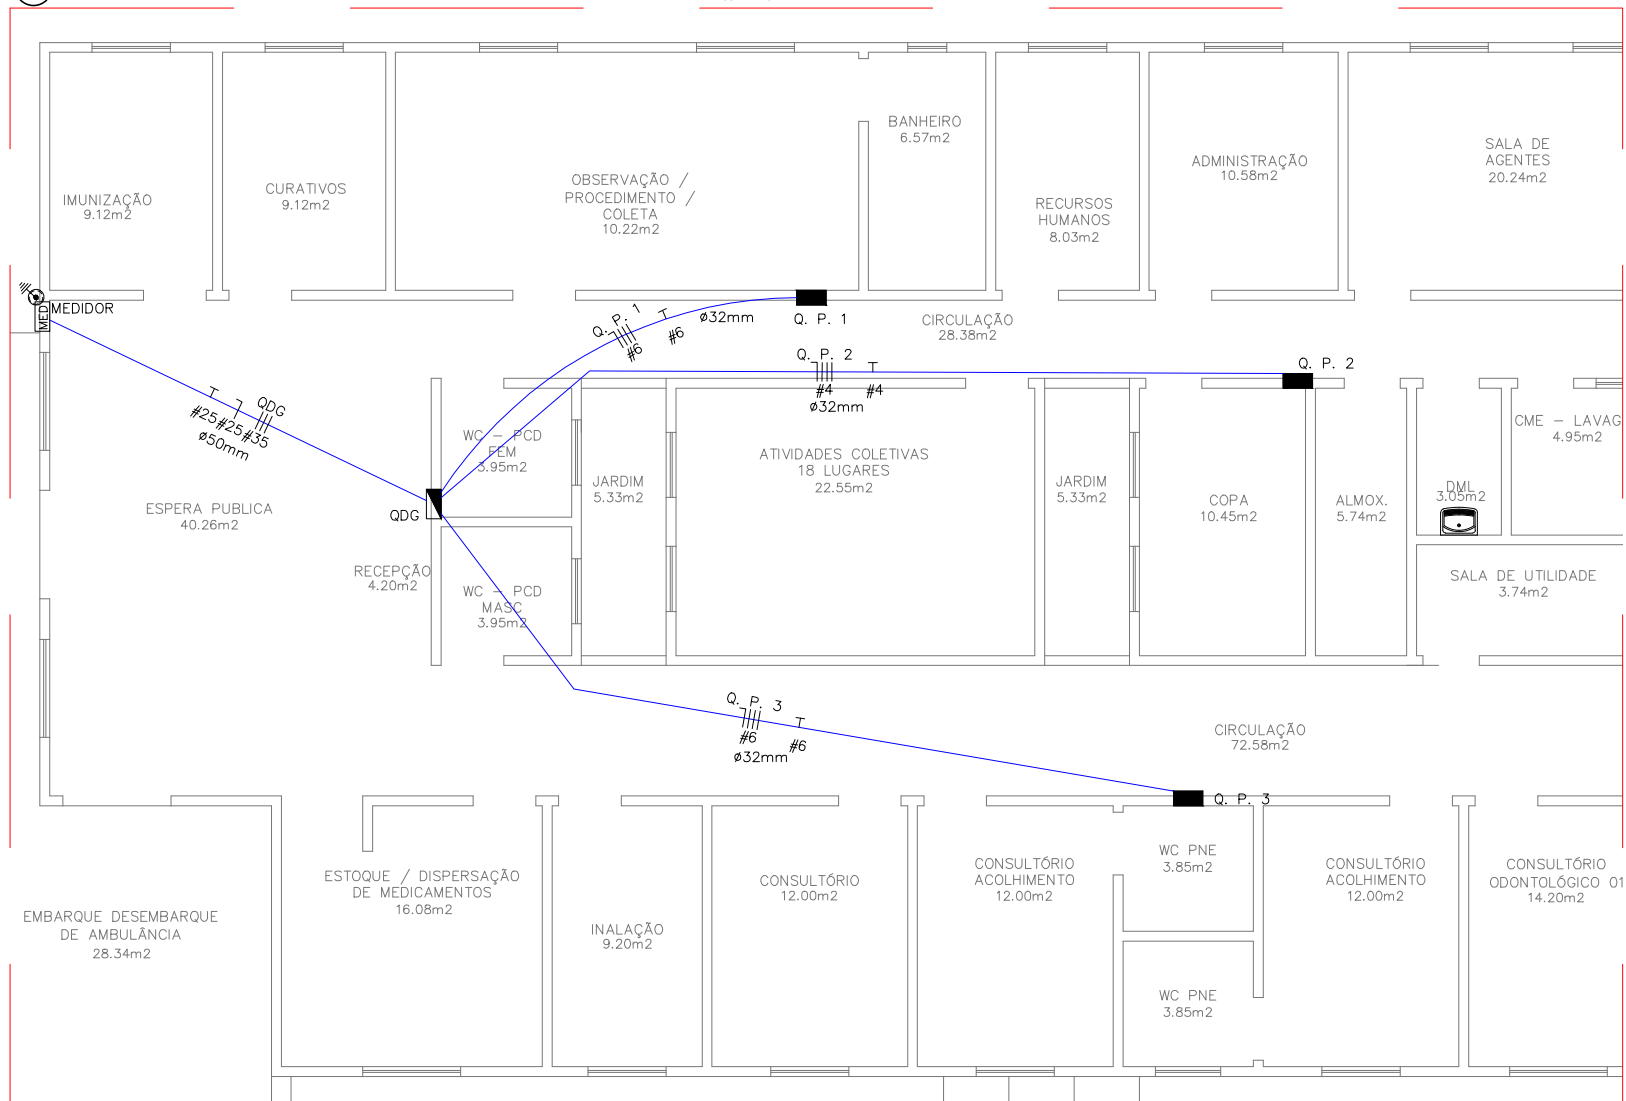 IMUNIZAÇÃO
9.12m2
CURATIVOS
9.12m2
OBSERVAÇÃO /
PROCEDIMENTO /
COLETA
10.22m2
BANHEIRO
6.57m2
RECURSOS
HUMANOS
8.03m2
ADMINISTRAÇÃO
10.58m2
SALA DE
AGENTES
20.24m2
MED
MEDIDOR
Q. P. 1
#6
#6
ø32mm
Q. P. 1
CIRCULAÇÃO
28.38m2
Q. P. 2
#4
#4
ø32mm
Q. P. 2
QDG
#25#25#35
ø50mm
WC - PCD
FEM
3.95m2
JARDIM
5.33m2
ATIVIDADES COLETIVAS
18 LUGARES
22.55m2
JARDIM
5.33m2
COPA
10.45m2
ALMOX.
5.74m2
DML
3.05m2
CME - LAVAG
4.95m2
ESPERA PUBLICA
40.26m2
QDG
RECEPÇÃO
4.20m2
WC - PCD
MASC
3.95m2
SALA DE UTILIDADE
3.74m2
Q. P. 3
#6
#6
ø32mm
CIRCULAÇÃO
72.58m2
Q. P. 3
EMBARQUE DESEMBARQUE
DE AMBULÂNCIA
28.34m2
ESTOQUE / DISPERSAÇÃO
DE MEDICAMENTOS
16.08m2
INALAÇÃO
9.20m2
CONSULTÓRIO
12.00m2
CONSULTÓRIO
ACOLHIMENTO
12.00m2
WC PNE
3.85m2
WC PNE
3.85m2
CONSULTÓRIO
ACOLHIMENTO
12.00m2
CONSULTÓRIO
ODONTOLÓGICO 01
14.20m2